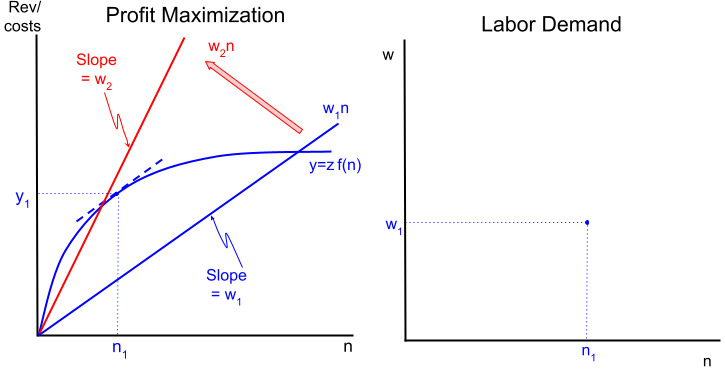 Rev/
costs
Profit Maximization
w₂n
Slope
= w₂
w₁n
y=z f(n)
y₁
Slope
= w₁
n₁
n
Labor Demand
w
w₁
n₁
n